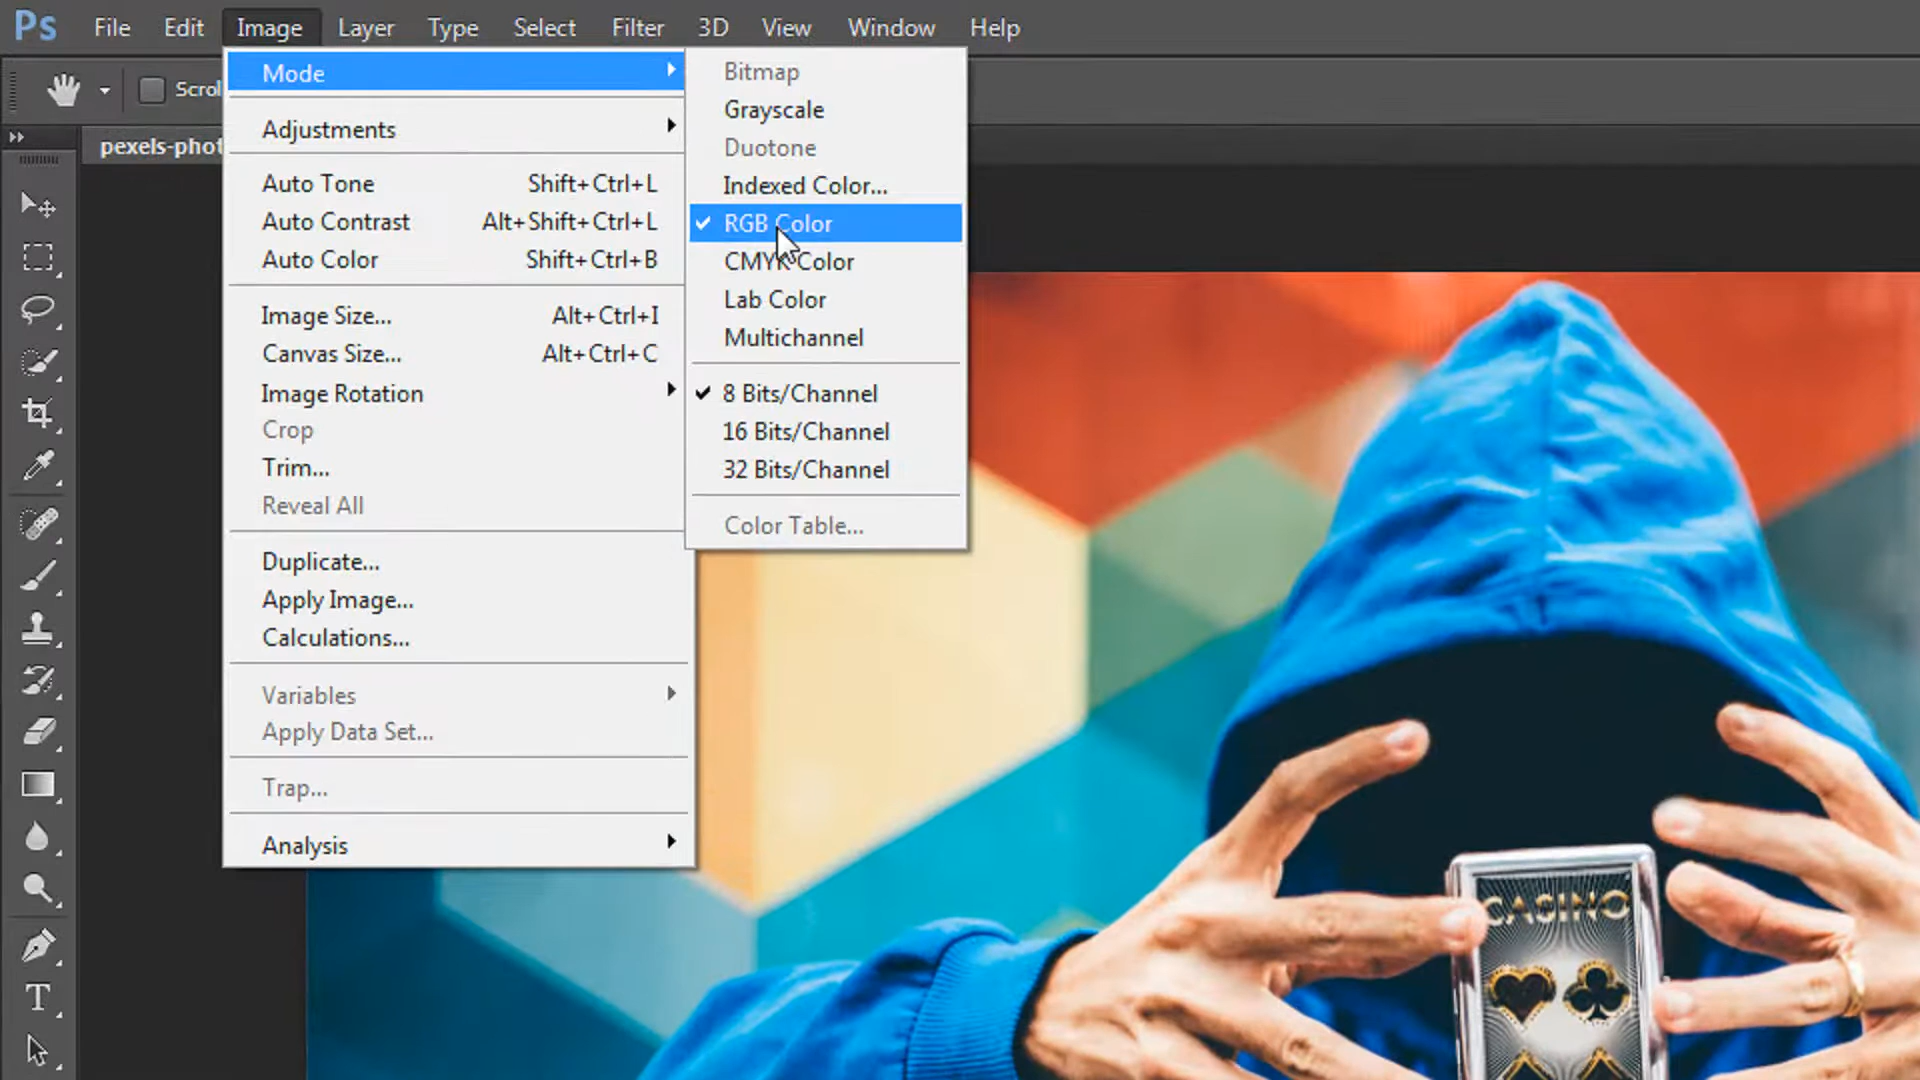 Ps File Edit Image Layer Type Select Filter 3D View Window Help
Scrol
pexels-phot
Mode
Adjustments
Auto Tone Shift+Ctrl+L
Auto Contrast Alt+Shift+Ctrl+L
Auto Color Shift+Ctrl+B
Image Size... Alt+Ctrl+I
Canvas Size... Alt+Ctrl+C
Image Rotation
Crop
Trim...
Reveal All
Duplicate...
Apply Image...
Calculations...
Variables
Apply Data Set...
Trap...
Analysis
Bitmap
Grayscale
Duotone
Indexed Color...
RGB Color
CMYK Color
Lab Color
Multichannel
8 Bits/Channel
16 Bits/Channel
32 Bits/Channel
Color Table...
T
CASINO